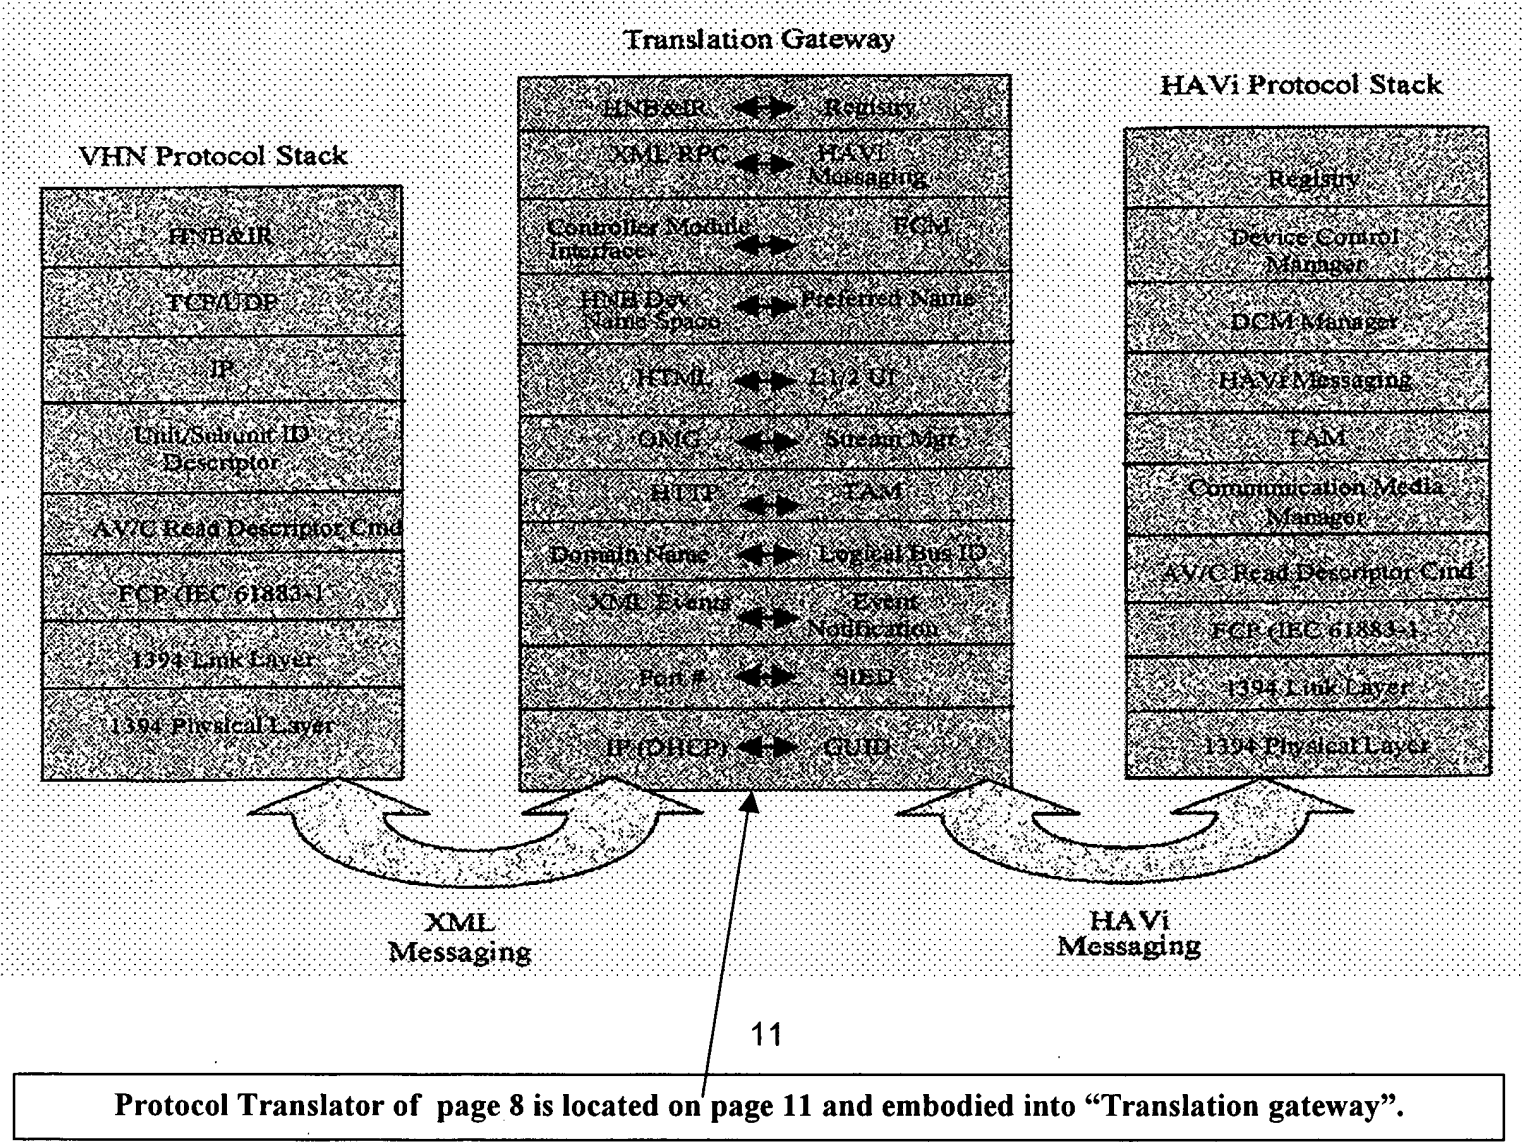 Translation Gateway
HAVi Protocol Stack
VHN Protocol Stack
HNB&IR
TCP/UDP
IP
Unit/Subunit ID
Descriptor
AV/C Read Descriptor Cmd
FCP (IEC 61883-1
1394 Link Layer
1394 Physical Layer
HNB&IR Registry
XML RPC HAVi
Messaging
Controller Module FCM
Interface
HNB Dev Preferred Name
Name Space
HTML L1/2 UI
OMG Stream Mgr
HTTP TAM
Domain Name Logical Bus ID
XML Events Event
Notification
Port # SIED
IP (DHCP) GUID
Registry
Device Control
Manager
DCM Manager
HAVi Messaging
TAM
Communication Media
Manager
AV/C Read Descriptor Cmd
FCP (IEC 61883-1
1394 Link Layer
1394 Physical Layer
XML
Messaging
HAVi
Messaging
11
Protocol Translator of page 8 is located on page 11 and embodied into “Translation gateway”.